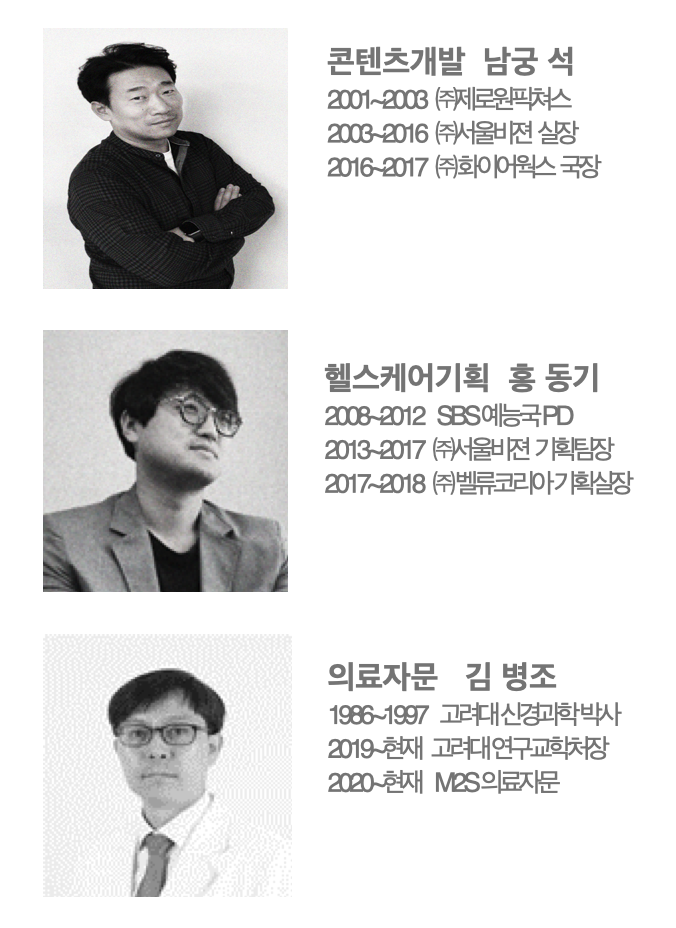 콘텐츠개발 남궁 석
2001~2003 ㈜제로원픽쳐스
2003~2016 ㈜서울비젼 실장
2016~2017 ㈜화이어웍스 국장
헬스케어기획 홍 동기
2008~2012 SBS예능국 PD
2013~2017 ㈜서울비젼 기획팀장
2017~2018 ㈜벨류코리아 기획실장
의료자문 김 병조
1986~1997 고려대 신경과학 박사
2019~현재 고려대 연구교학처장
2020~현재 M2S 의료자문